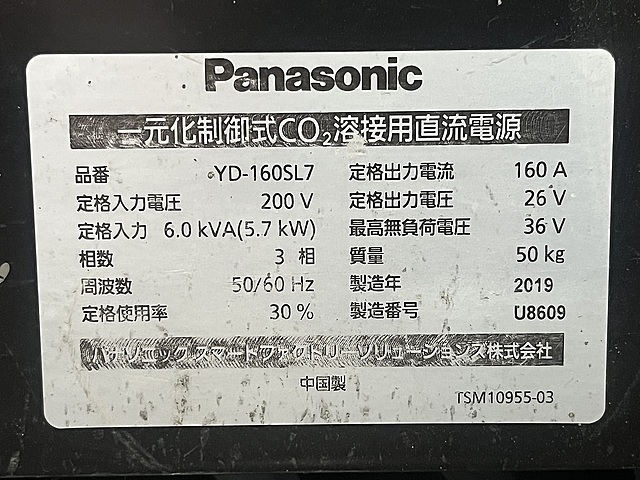 Panasonic
一元化制御式CO₂溶接用直流電源
品番 YD-160SL7
定格入力電圧 200 V
定格入力 6.0 kVA(5.7 kW)
相数 3 相
周波数 50/60 Hz
定格使用率 30 %
定格出力電流 160 A
定格出力電圧 26 V
最高無負荷電圧 36 V
質量 50 kg
製造年 2019
製造番号 U8609
パナソニック スマートファクトリーソリューションズ株式会社
中国製
TSM10955-03